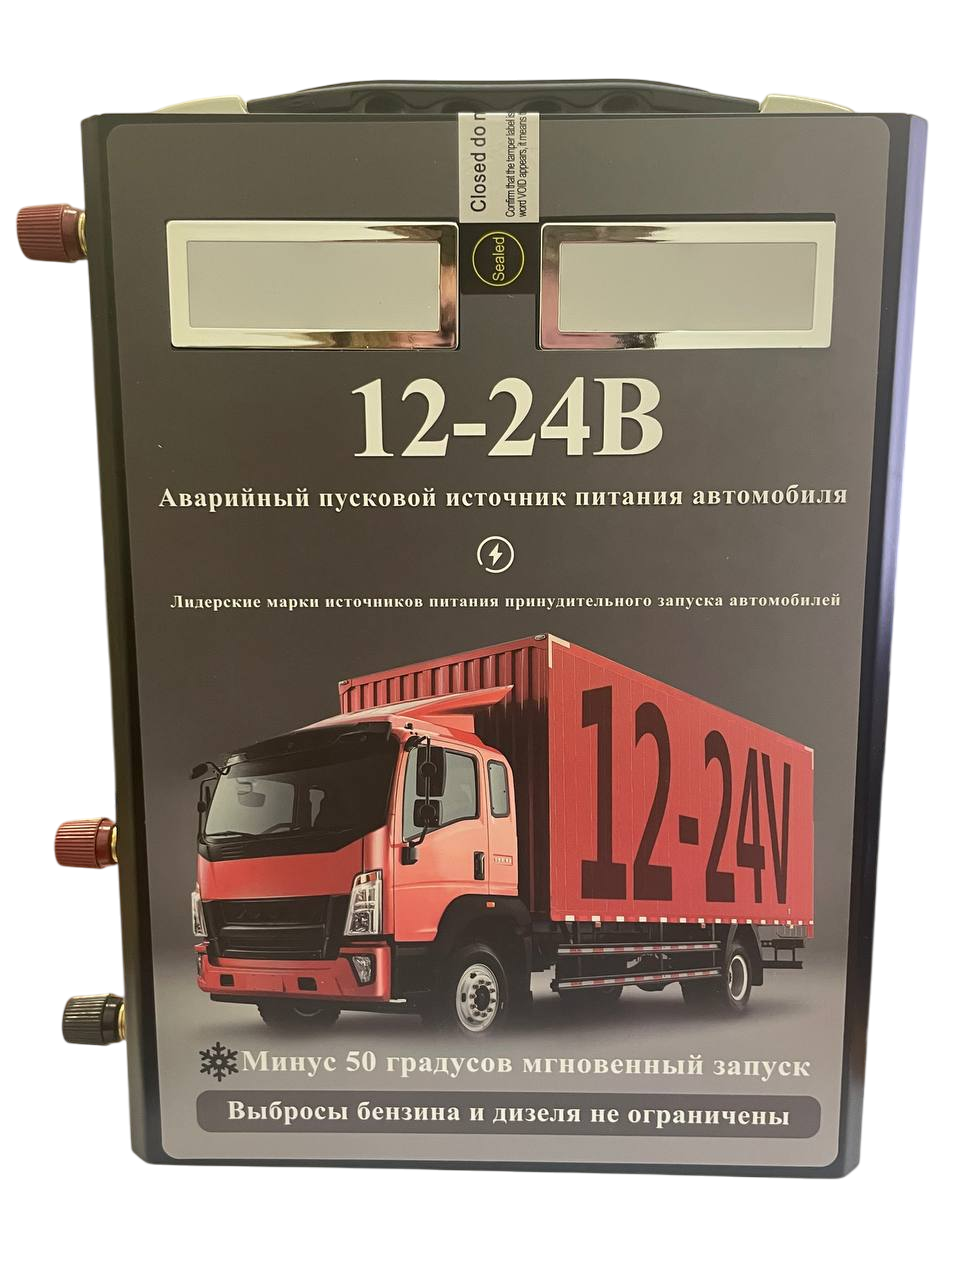 Closed do n
Confirm that the tamper label is
word VOID appears, it means t
Sealed
12-24В
Аварийный пусковой источник питания автомобиля
Лидерские марки источников питания принудительного запуска автомобилей
12-24V
Минус 50 градусов мгновенный запуск
Выбросы бензина и дизеля не ограничены